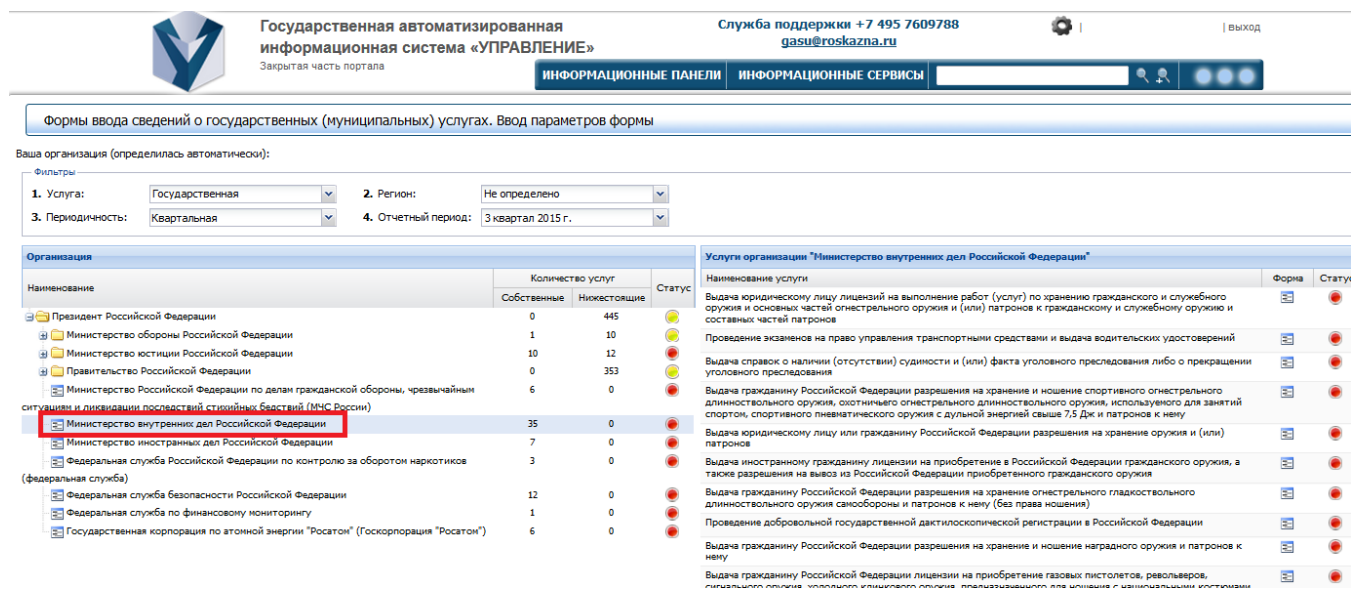 Государственная автоматизированная
информационная система «УПРАВЛЕНИЕ»
Закрытая часть портала
Служба поддержки +7 495 7609788
gasu@roskazna.ru
| | выход
ИНФОРМАЦИОННЫЕ ПАНЕЛИ ИНФОРМАЦИОННЫЕ СЕРВИСЫ
Формы ввода сведений о государственных (муниципальных) услугах. Ввод параметров формы
Ваша организация (определилась автоматически):
Фильтры
1. Услуга: Государственная 2. Регион: Не определено
3. Периодичность: Квартальная 4. Отчетный период: 3 квартал 2015 г.
Организация
Наименование Количество услуг Статус
Собственные Нижестоящие
Президент Российской Федерации 0 445
Министерство обороны Российской Федерации 1 10
Министерство юстиции Российской Федерации 10 12
Правительство Российской Федерации 0 353
Министерство Российской Федерации по делам гражданской обороны, чрезвычайным 6 0
ситуациям и ликвидации последствий стихийных бедствий (МЧС России)
Министерство внутренних дел Российской Федерации 35 0
Министерство иностранных дел Российской Федерации 7 0
Федеральная служба Российской Федерации по контролю за оборотом наркотиков 3 0
(федеральная служба)
Федеральная служба безопасности Российской Федерации 12 0
Федеральная служба по финансовому мониторингу 1 0
Государственная корпорация по атомной энергии "Росатом" (Госкорпорация "Росатом") 6 0
Услуги организации "Министерство внутренних дел Российской Федерации"
Наименование услуги Форма Статус
Выдача юридическому лицу лицензий на выполнение работ (услуг) по хранению гражданского и служебного
оружия и основных частей огнестрельного оружия и (или) патронов к гражданскому и служебному оружию и
составных частей патронов
Проведение экзаменов на право управления транспортными средствами и выдача водительских удостоверений
Выдача справок о наличии (отсутствии) судимости и (или) факта уголовного преследования либо о прекращении
уголовного преследования
Выдача гражданину Российской Федерации разрешения на хранение и ношение спортивного огнестрельного
длинноствольного оружия, охотничьего огнестрельного длинноствольного оружия, используемого для занятий
спортом, спортивного пневматического оружия с дульной энергией свыше 7,5 Дж и патронов к нему
Выдача юридическому лицу или гражданину Российской Федерации разрешения на хранение оружия и (или)
патронов
Выдача иностранному гражданину лицензии на приобретение в Российской Федерации гражданского оружия, а
также разрешения на вывоз из Российской Федерации приобретенного гражданского оружия
Выдача гражданину Российской Федерации разрешения на хранение огнестрельного гладкоствольного
длинноствольного оружия самообороны и патронов к нему (без права ношения)
Проведение добровольной государственной дактилоскопической регистрации в Российской Федерации
Выдача гражданину Российской Федерации разрешения на хранение и ношение наградного оружия и патронов к
нему
Выдача гражданину Российской Федерации лицензии на приобретение газовых пистолетов, револьверов,
сигнального оружия, холодного клинкового оружия, предназначенного для ношения с национальными костюмами